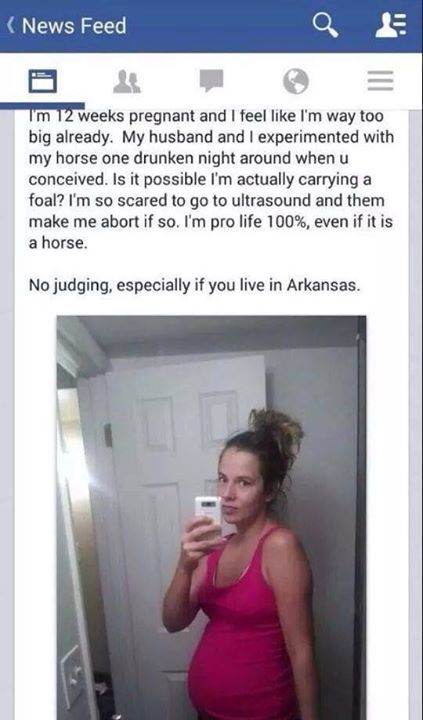 News Feed
I'm 12 weeks pregnant and I feel like I'm way too
big already. My husband and I experimented with
my horse one drunken night around when u
conceived. Is it possible I'm actually carrying a
foal? I'm so scared to go to ultrasound and them
make me abort if so. I'm pro life 100%, even if it is
a horse.
No judging, especially if you live in Arkansas.